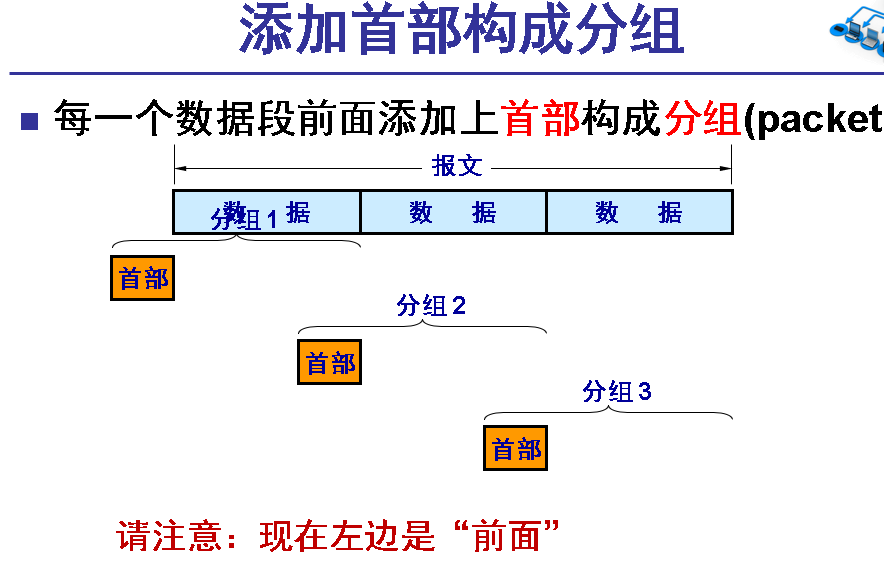 添加首部构成分组
每一个数据段前面添加上首部构成分组(packet
报文
数 据 数 据 数 据
分组 1
首部
分组 2
首部
分组 3
首部
请注意：现在左边是“前面”